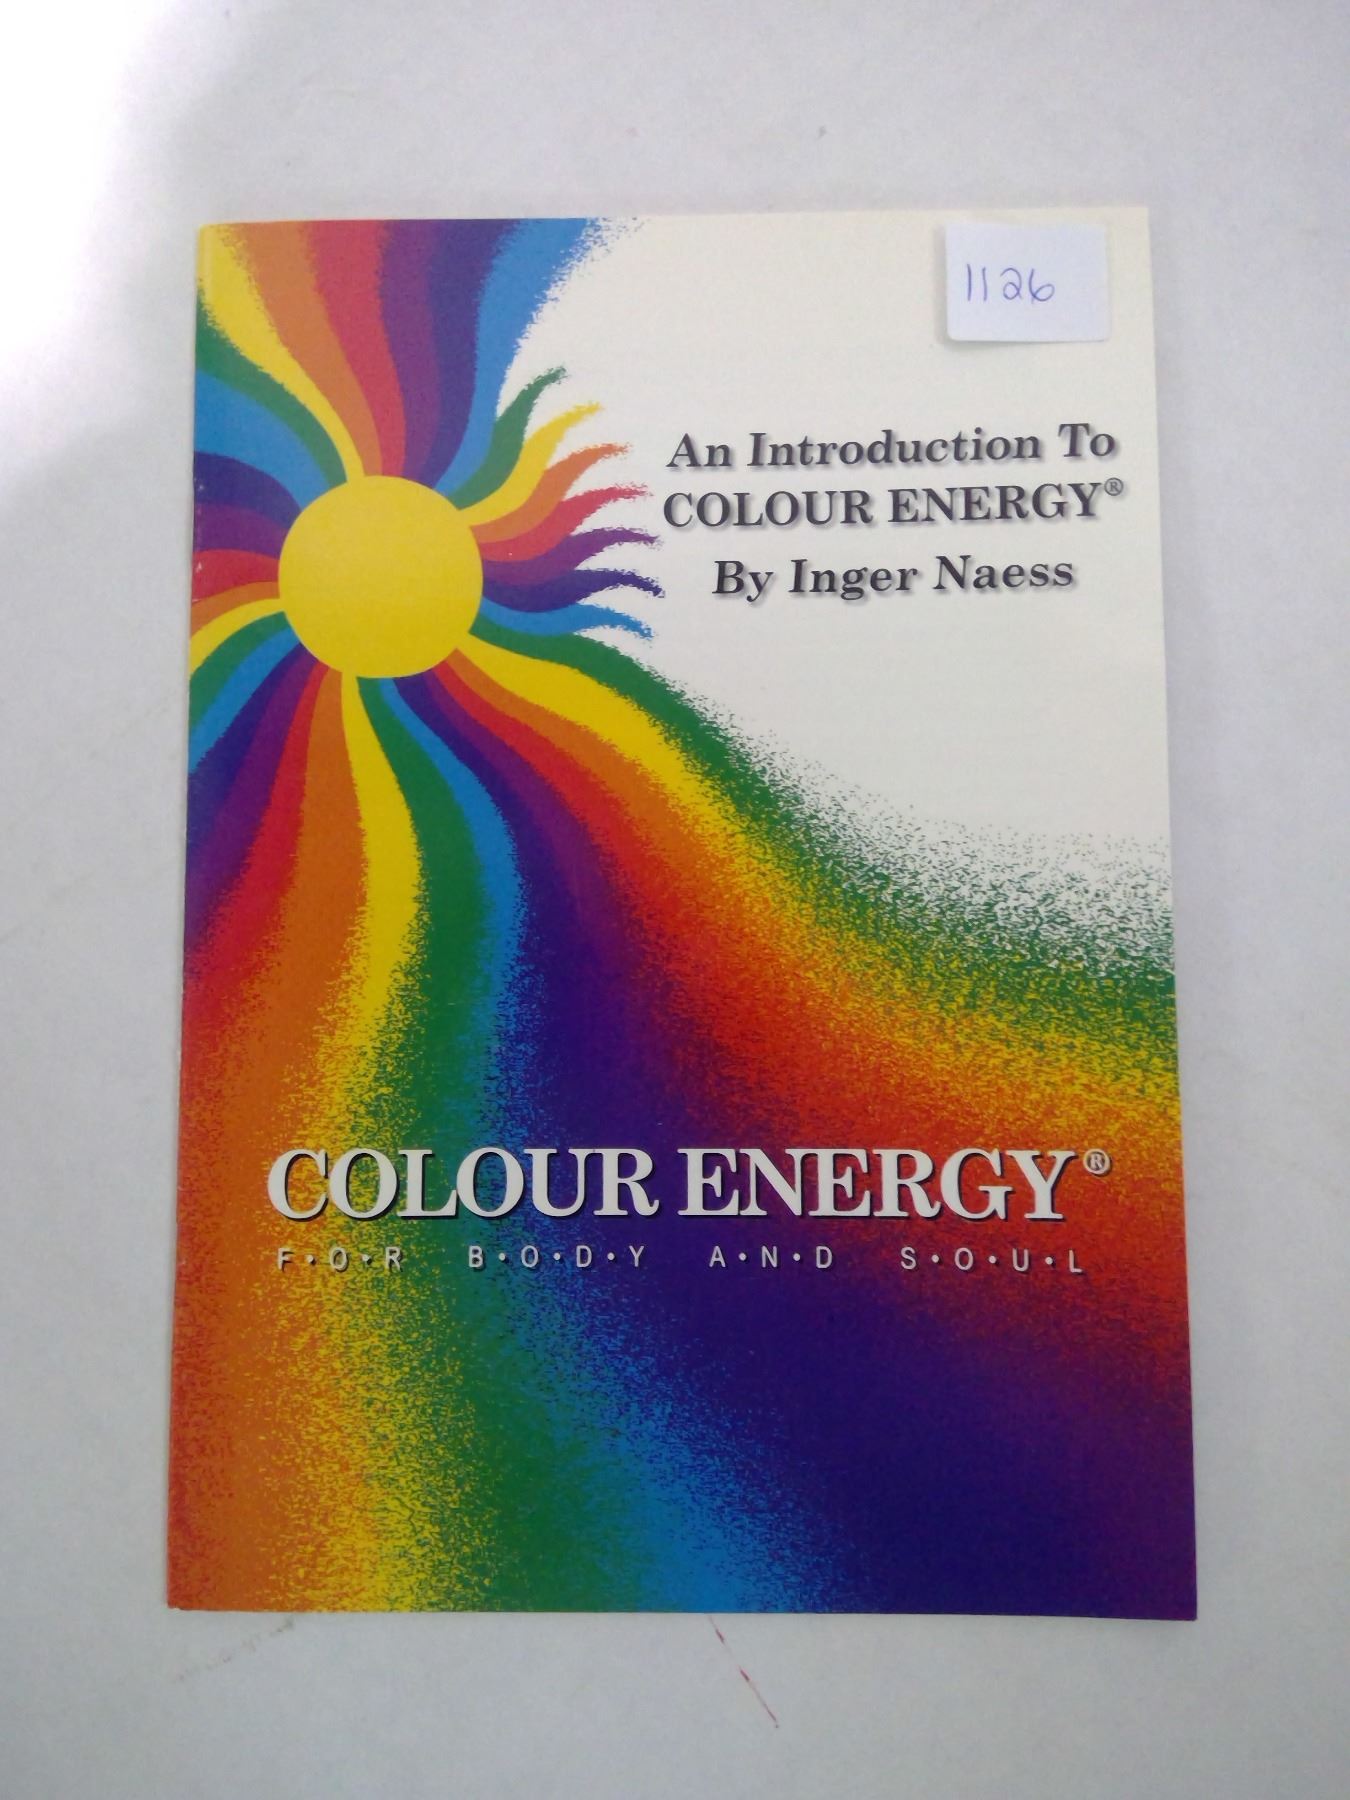 1126
An Introduction To
COLOUR ENERGY®
By Inger Naess
COLOUR ENERGY®
F•O•R B•O•D•Y A•N•D S•O•U•L